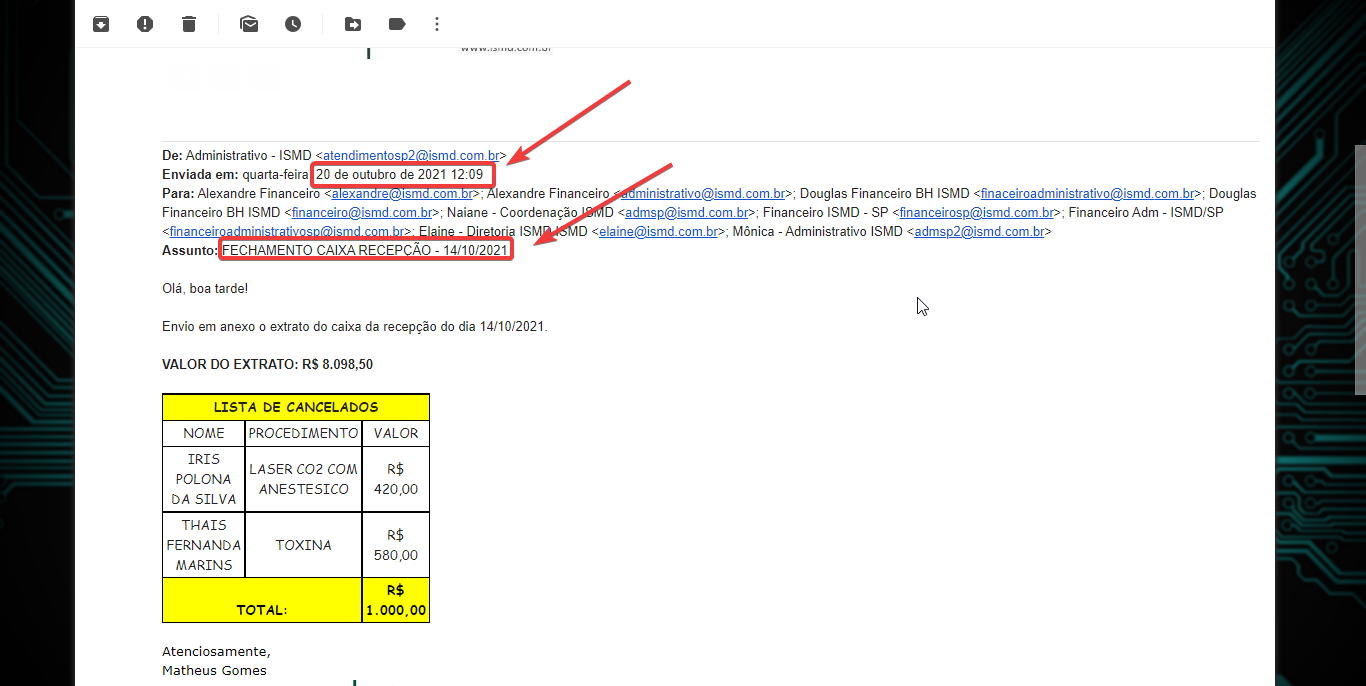 De: Administrativo - ISMD <atendimentosp2@ismd.com.br>
Enviada em: quarta-feira, 20 de outubro de 2021 12:09
Para: Alexandre Financeiro <alexandre@ismd.com.br>; Alexandre Financeiro <administrativo@ismd.com.br>; Douglas Financeiro BH ISMD <finaceiroadministrativo@ismd.com.br>; Douglas
Financeiro BH ISMD <financeiro@ismd.com.br>; Naiane - Coordenação ISMD <admsp@ismd.com.br>; Financeiro ISMD - SP <financeirosp@ismd.com.br>; Financeiro Adm - ISMD/SP
<financeiroadministrativosp@ismd.com.br>; Elaine - Diretoria ISMD ISMD <elaine@ismd.com.br>; Mônica - Administrativo ISMD <admsp2@ismd.com.br>
Assunto: FECHAMENTO CAIXA RECEPÇÃO - 14/10/2021
Olá, boa tarde!
Envio em anexo o extrato do caixa da recepção do dia 14/10/2021.
VALOR DO EXTRATO: R$ 8.098,50
LISTA DE CANCELADOS
NOME PROCEDIMENTO VALOR
IRIS
POLONA
DA SILVA
LASER CO2 COM
ANESTESICO
R$
420,00
THAIS
FERNANDA
MARINS
TOXINA
R$
580,00
TOTAL:
R$
1.000,00
Atenciosamente,
Matheus Gomes